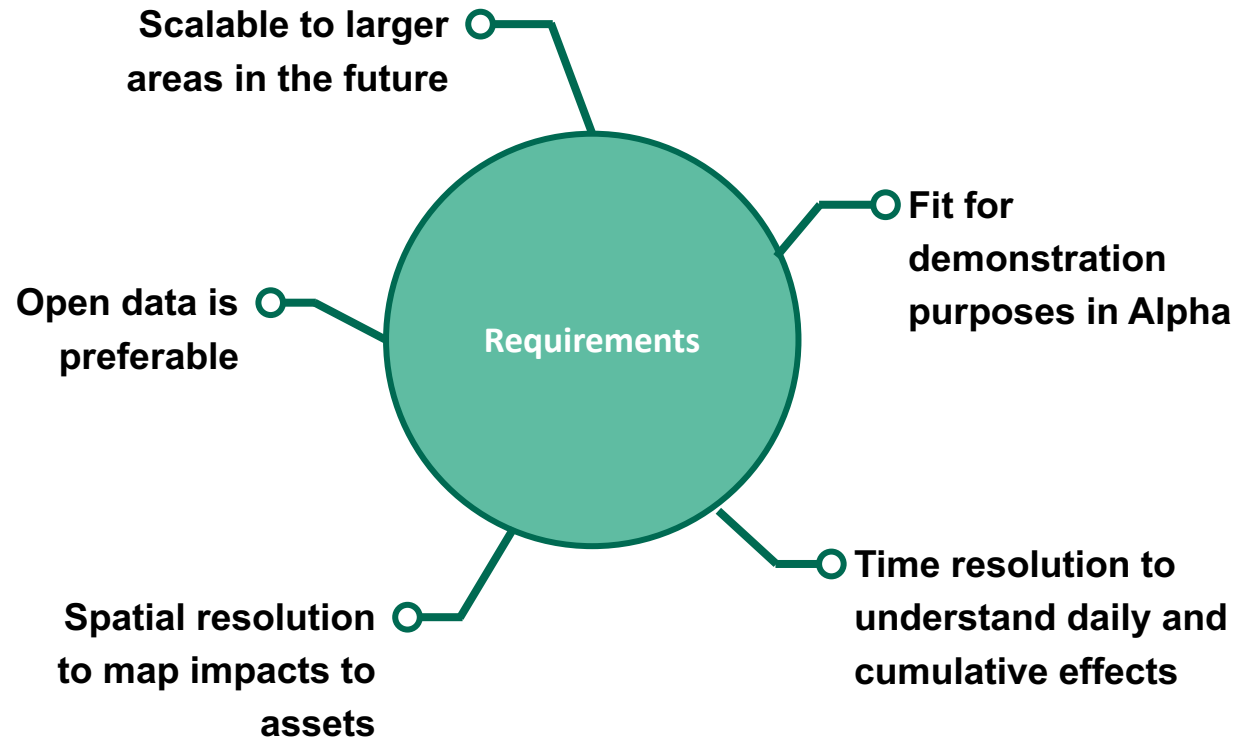 Scalable to larger
areas in the future
Fit for
demonstration
purposes in Alpha
Open data is
preferable
Requirements
Time resolution to
understand daily and
cumulative effects
Spatial resolution
to map impacts to
assets